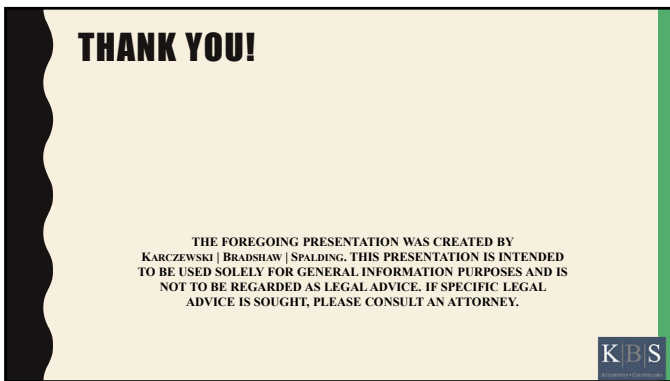 THANK YOU!
THE FOREGOING PRESENTATION WAS CREATED BY
KARCZEWSKI | BRADSHAW | SPALDING. THIS PRESENTATION IS INTENDED
TO BE USED SOLELY FOR GENERAL INFORMATION PURPOSES AND IS
NOT TO BE REGARDED AS LEGAL ADVICE. IF SPECIFIC LEGAL
ADVICE IS SOUGHT, PLEASE CONSULT AN ATTORNEY.
K|B|S
ATTORNEYS • COUNSELORS